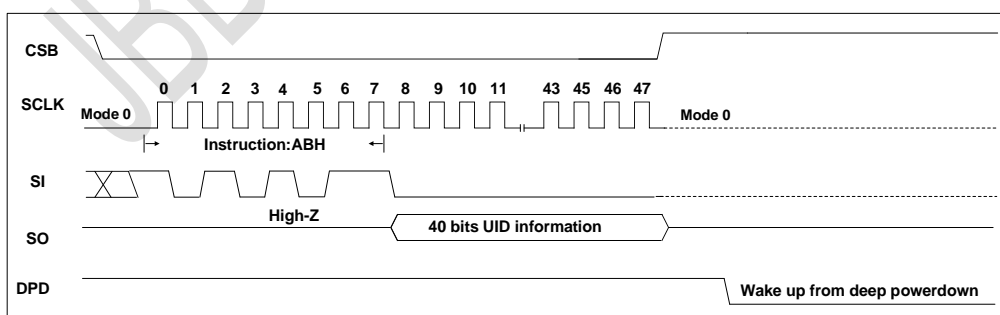 CSB
0 1 2 3 4 5 6 7 8 9 10 11 43 45 46 47
SCLK
Mode 0
Mode 0
Instruction:ABH
SI
High-Z
SO
40 bits UID information
DPD
Wake up from deep powerdown